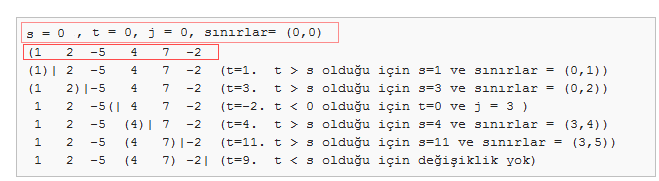 s = 0 , t = 0, j = 0, sınırlar= (0,0)
(1 2 -5 4 7 -2
(1)| 2 -5 4 7 -2 (t=1. t > s olduğu için s=1 ve sınırlar = (0,1))
(1 2)|-5 4 7 -2 (t=3. t > s olduğu için s=3 ve sınırlar = (0,2))
1 2 -5(| 4 7 -2 (t=-2. t < 0 olduğu için t=0 ve j = 3 )
1 2 -5 (4)| 7 -2 (t=4. t > s olduğu için s=4 ve sınırlar = (3,4))
1 2 -5 (4 7)|-2 (t=11. t > s olduğu için s=11 ve sınırlar = (3,5))
1 2 -5 (4 7) -2| (t=9. t < s olduğu için değişiklik yok)